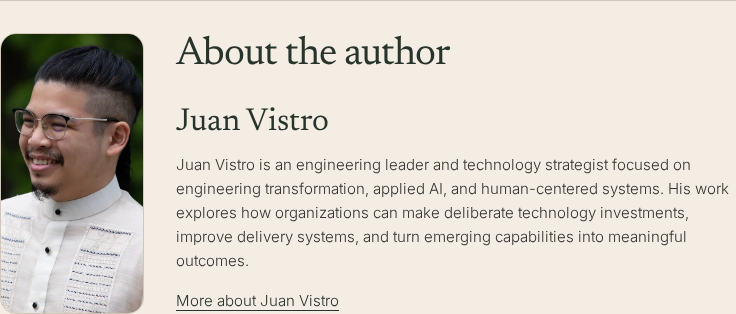 About the author
Juan Vistro
Juan Vistro is an engineering leader and technology strategist focused on
engineering transformation, applied AI, and human-centered systems. His work
explores how organizations can make deliberate technology investments,
improve delivery systems, and turn emerging capabilities into meaningful
outcomes.
More about Juan Vistro